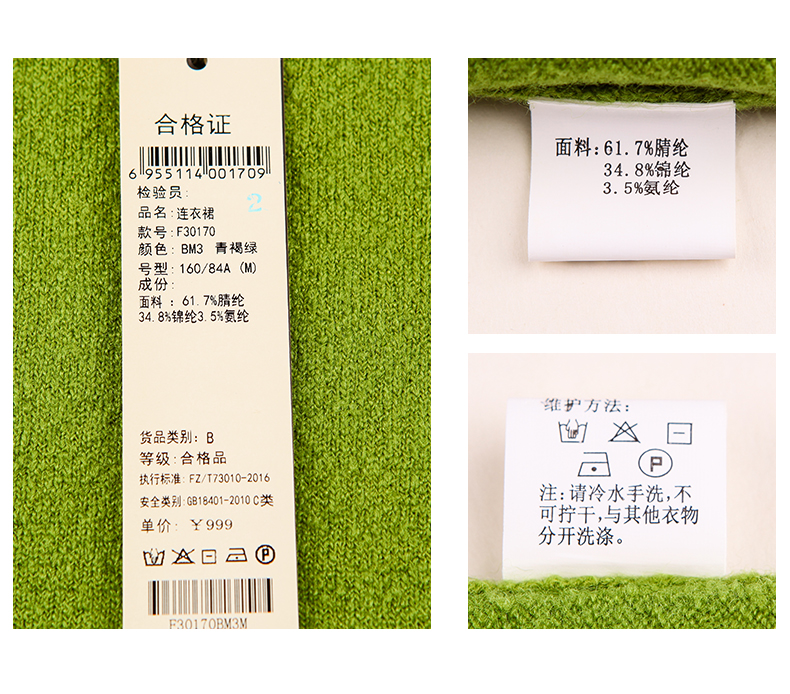 合格证
6 955114 001709
检验员:
2
品名: 连衣裙
款号: F30170
颜色: BM3 青褐绿
号型: 160/84A (M)
成份:
面料 : 61.7%腈纶
34.8%锦纶3.5%氨纶
货品类别: B
等级: 合格品
执行标准: FZ/T73010-2016
安全类别: GB18401-2010 C类
单价: ￥999
P
F30170BM3M
面料: 61.7%腈纶
34.8%锦纶
3.5%氨纶
维护方法:
P
注: 请冷水手洗, 不
可拧干, 与其他衣物
分开洗涤。